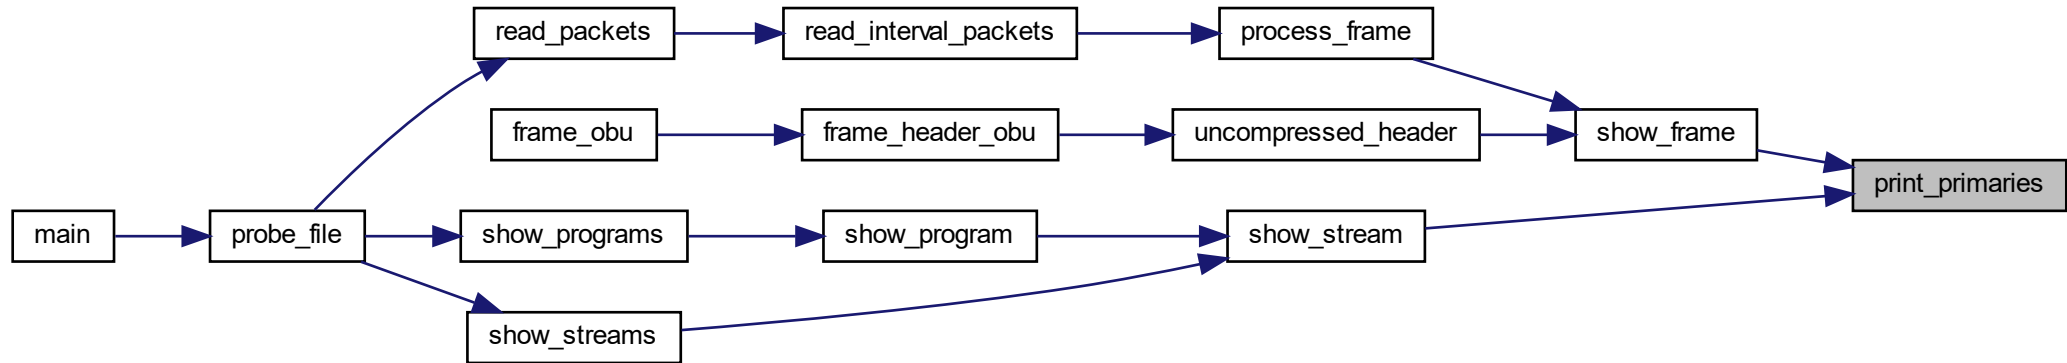 read_packets
read_interval_packets
process_frame
frame_obu
frame_header_obu
uncompressed_header
show_frame
print_primaries
main
probe_file
show_programs
show_program
show_stream
show_streams